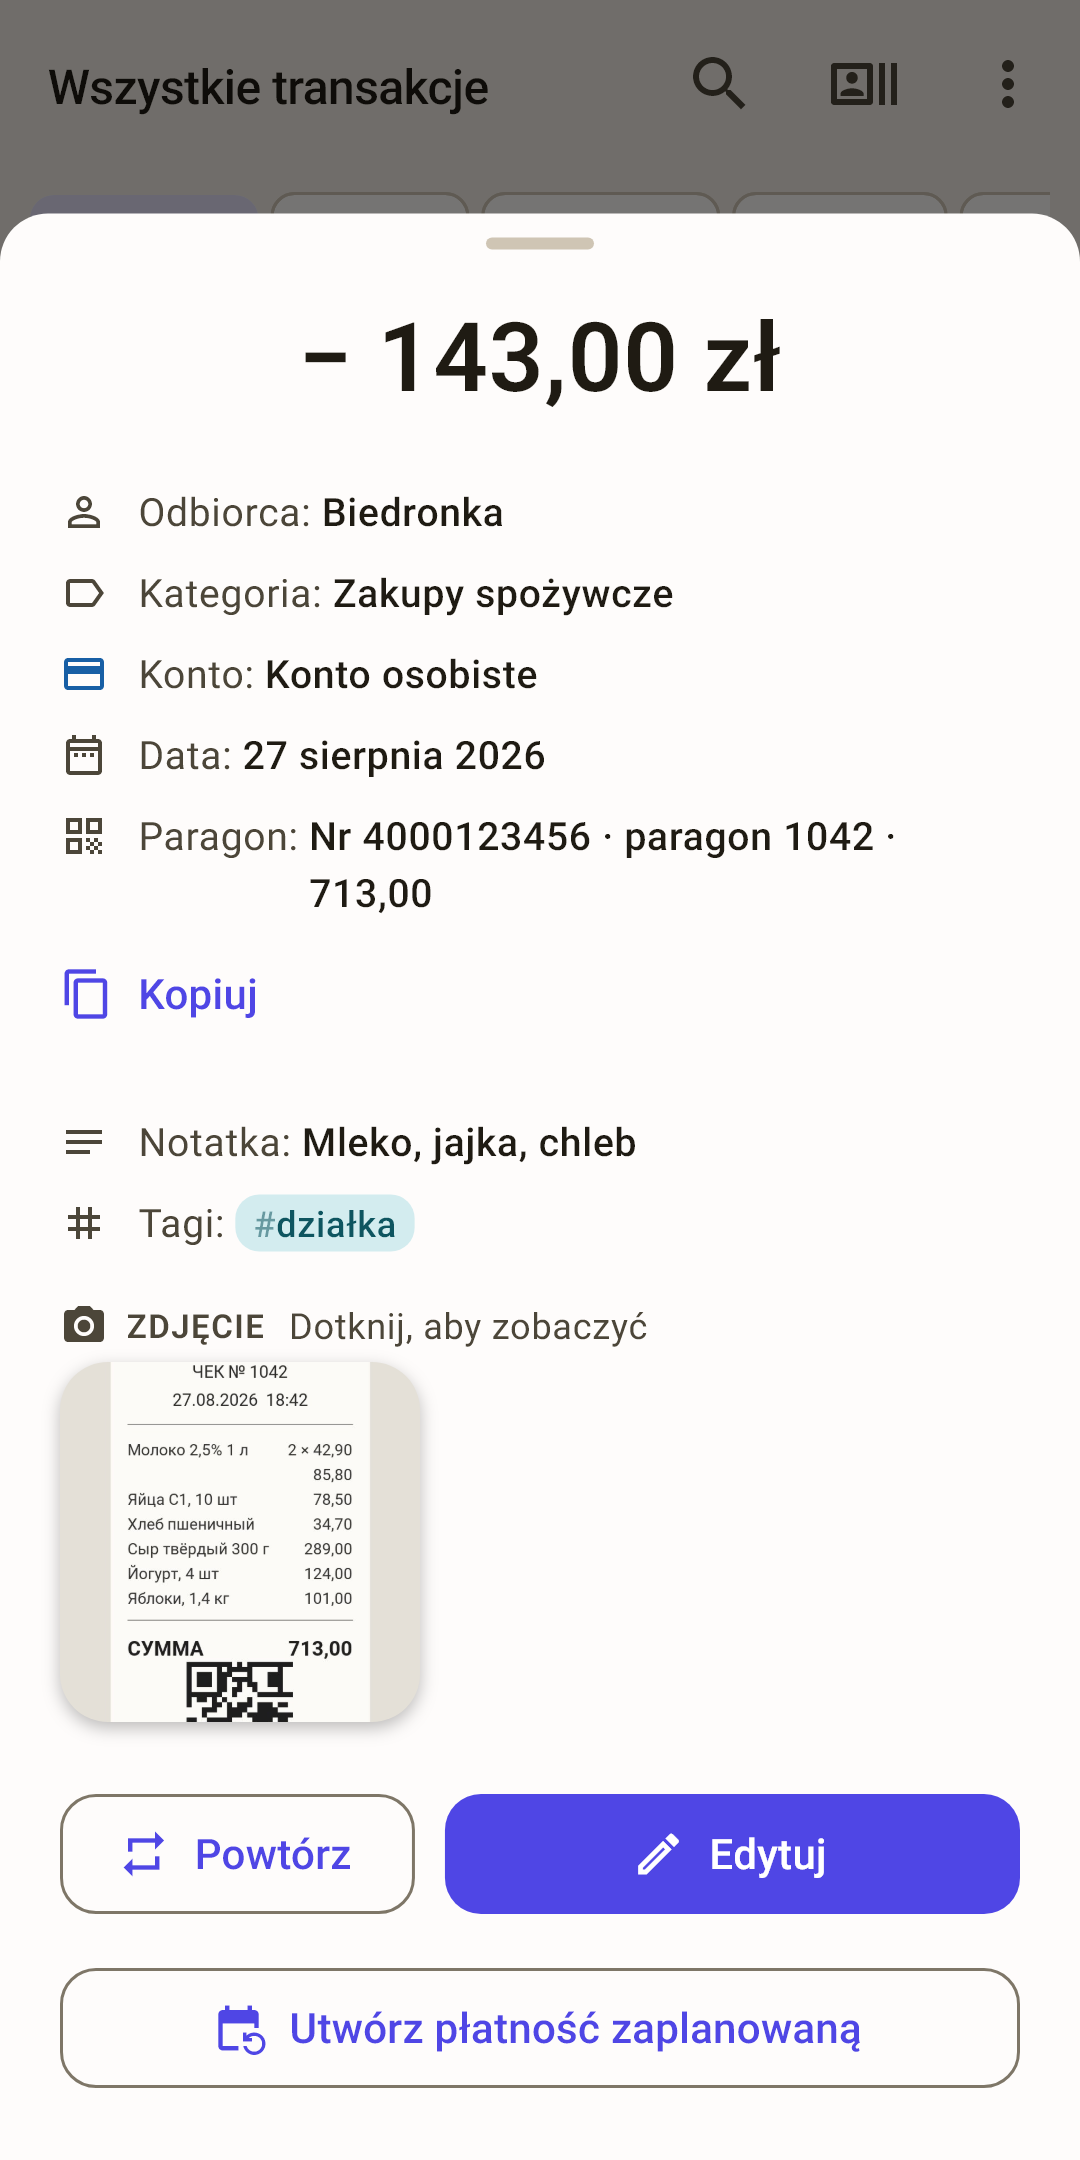 Wszystkie transakcje
− 143,00 zł
Odbiorca: Biedronka
Kategoria: Zakupy spożywcze
Konto: Konto osobiste
Data: 27 sierpnia 2026
Paragon: Nr 4000123456 · paragon 1042 ·
713,00
Kopiuj
Notatka: Mleko, jajka, chleb
Tagi: #działka
ZDJĘCIE Dotknij, aby zobaczyć
ЧЕК № 1042
27.08.2026 18:42
Молоко 2,5% 1 л 2 × 42,90
85,80
Яйца С1, 10 шт 78,50
Хлеб пшеничный 34,70
Сыр твёрдый 300 г 289,00
Йогурт, 4 шт 124,00
Яблоки, 1,4 кг 101,00
СУММА 713,00
Powtórz
Edytuj
Utwórz płatność zaplanowaną